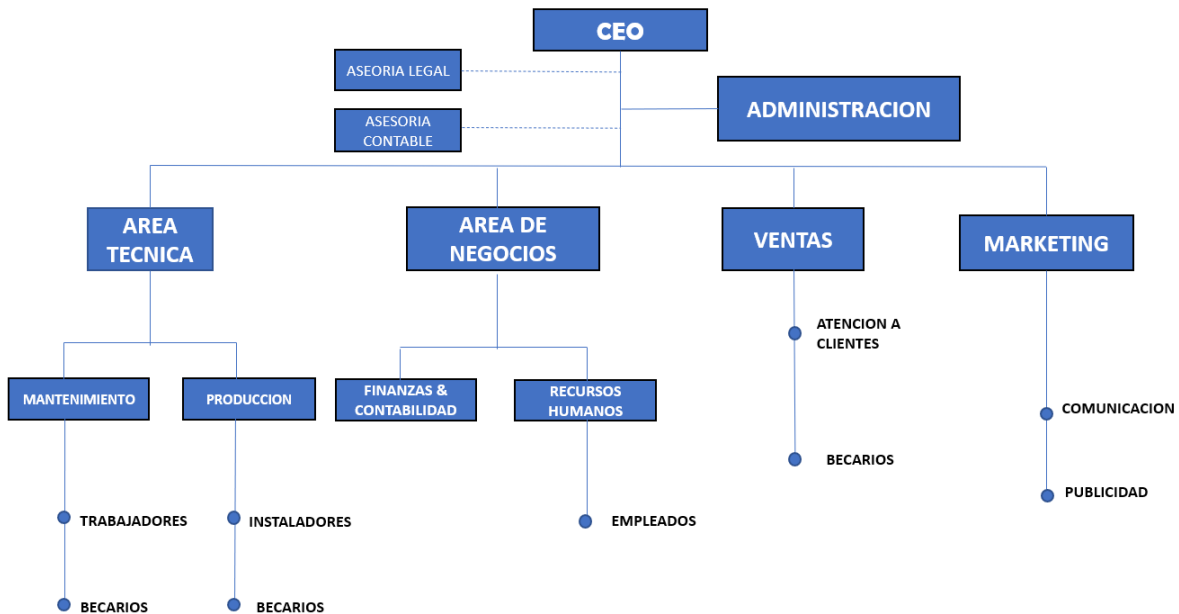 CEO
ASEORIA LEGAL
ADMINISTRACION
ASESORIA
CONTABLE
AREA
TECNICA
AREA DE
NEGOCIOS
VENTAS
MARKETING
ATENCION A
CLIENTES
MANTENIMIENTO
PRODUCCION
FINANZAS &
CONTABILIDAD
RECURSOS
HUMANOS
COMUNICACION
BECARIOS
PUBLICIDAD
TRABAJADORES
INSTALADORES
EMPLEADOS
BECARIOS
BECARIOS